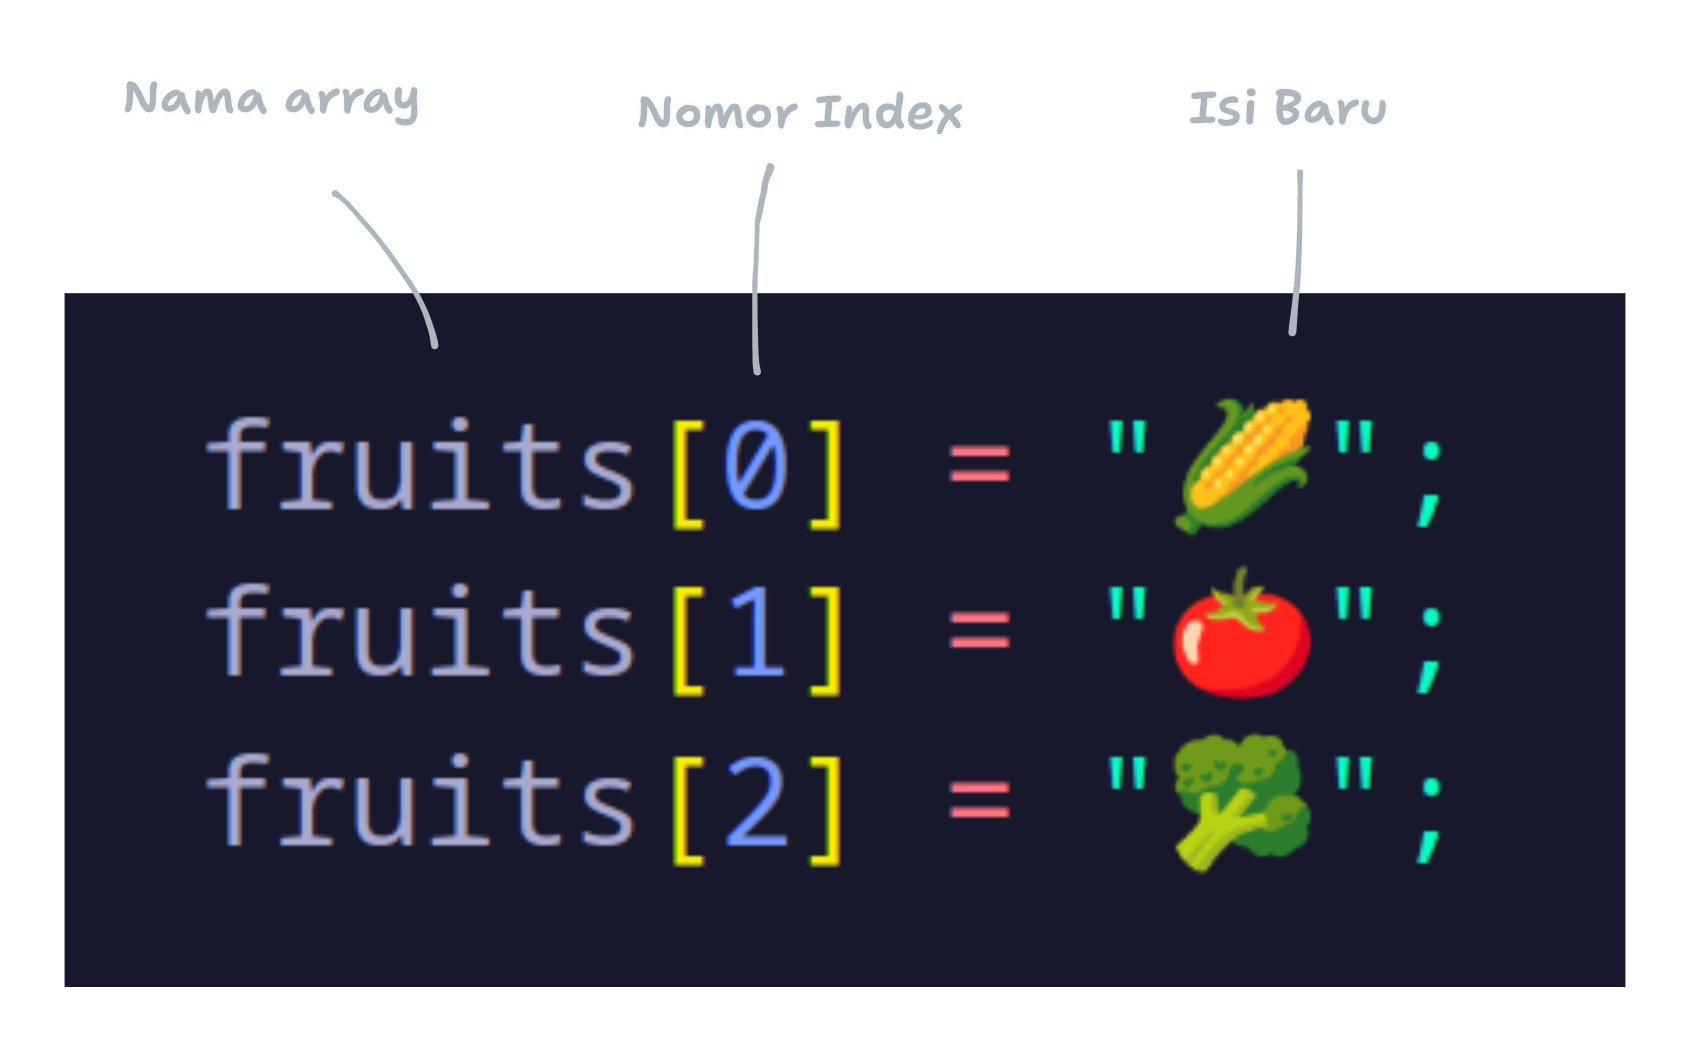 Nama array
Nomor Index
Isi Baru
fruits[0] = "🌽";
fruits[1] = "🍅";
fruits[2] = "🥦";